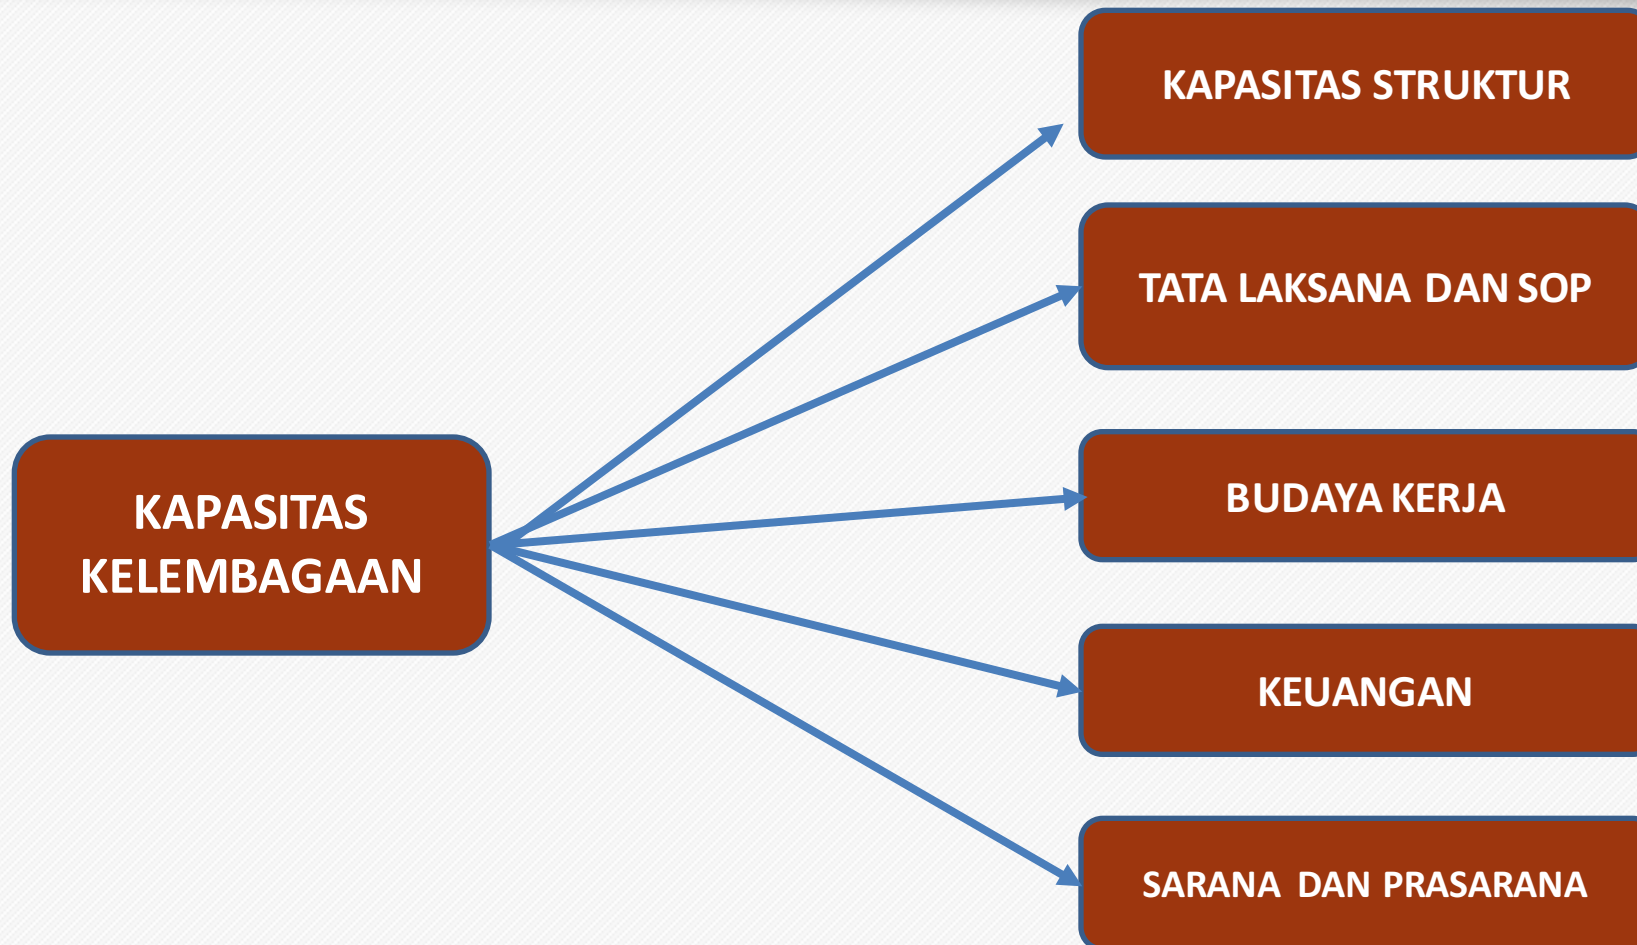 KAPASITAS STRUKTUR
TATA LAKSANA DAN SOP
BUDAYA KERJA
KAPASITAS
KELEMBAGAAN
KEUANGAN
SARANA DAN PRASARANA